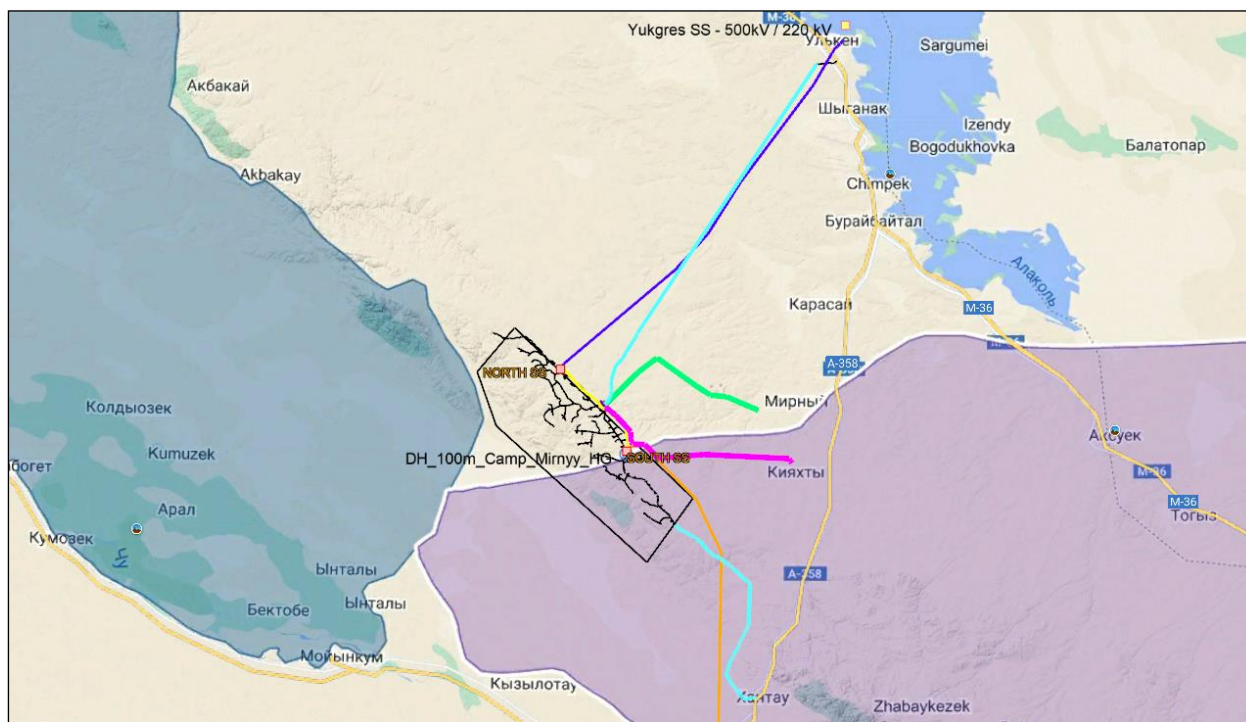 М-36
Yukgres SS - 500kV / 220 kV
Улькен
Sargumei
Акбакай
Шыганак
Izendy
Bogodukhovka
Балатопар
Akbakay
Chimpek
Бурайбайтал
Алаколь
Карасай
М-36
А-358
NORTH SS
Мирный
Колдыозек
Аксуек
Kumuzek
DH_100m_Camp_Mirnyy_HG
SOUTH SS
Кияхты
М-36
М-36
Арал
Тогыз
Кумозек
Ынталы
А-358
Бектобе
Ынталы
Мойынкум
Кызылотау
Хантау
Zhabaykezek